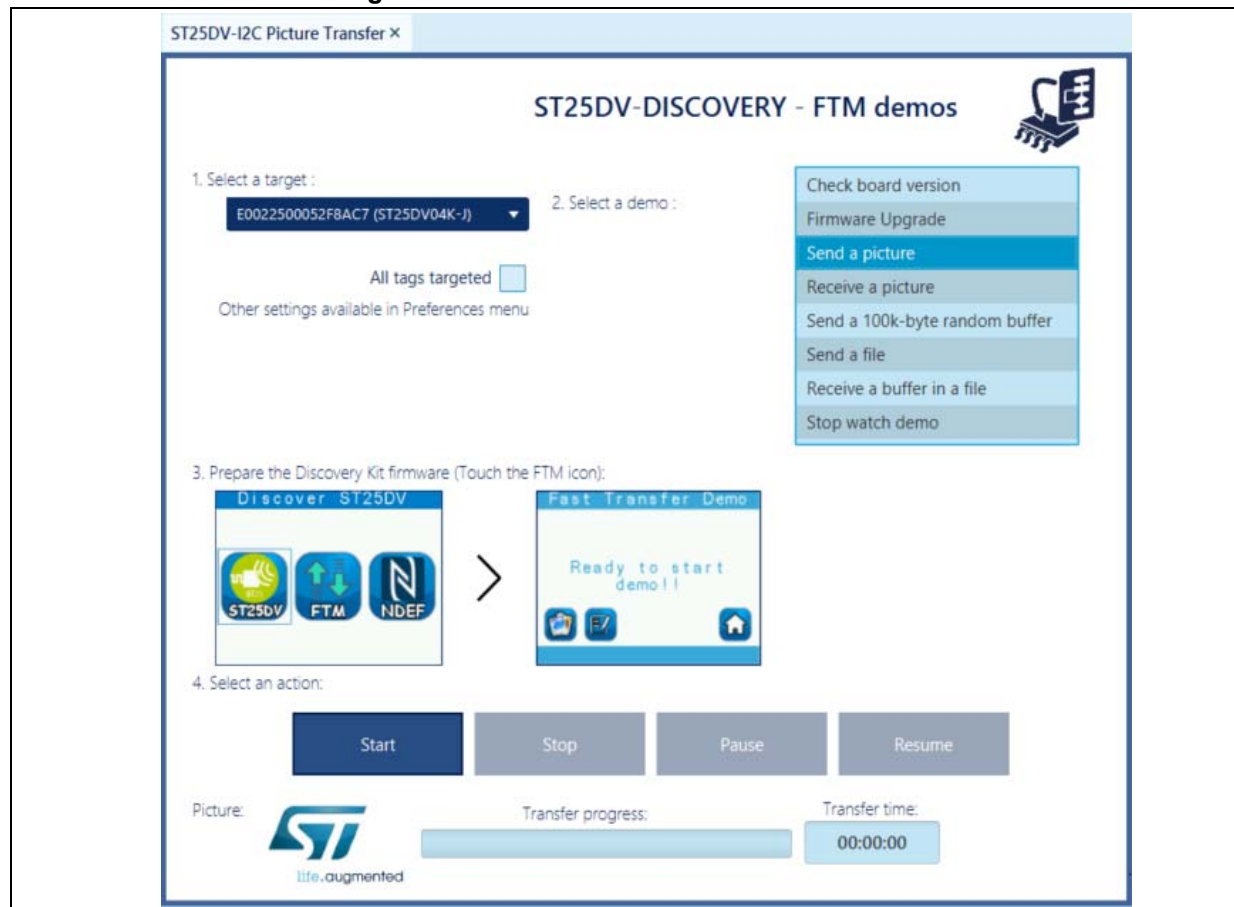 ST25DV-I2C Picture Transfer ×
ST25DV-DISCOVERY - FTM demos
1. Select a target :
E0022500052F8AC7 (ST25DV04K-J)
All tags targeted
Other settings available in Preferences menu
2. Select a demo :
Check board version
Firmware Upgrade
Send a picture
Receive a picture
Send a 100k-byte random buffer
Send a file
Receive a buffer in a file
Stop watch demo
3. Prepare the Discovery Kit firmware (Touch the FTM icon):
Discover ST25DV
ST25DV
FTM
NDEF
Fast Transfer Demo
Ready to start
demo!!
4. Select an action:
Start
Stop
Pause
Resume
Picture:
ST
life.augmented
Transfer progress:
Transfer time:
00:00:00